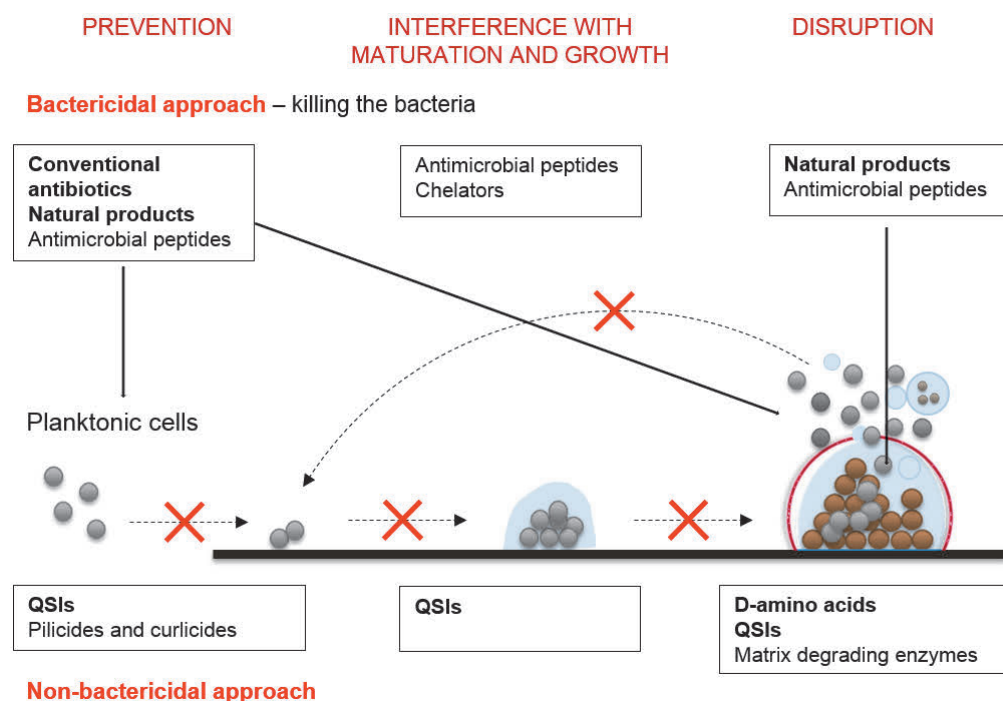 PREVENTION
INTERFERENCE WITH
MATURATION AND GROWTH
DISRUPTION
Bactericidal approach – killing the bacteria
Conventional
antibiotics
Natural products
Antimicrobial peptides
Antimicrobial peptides
Chelators
Natural products
Antimicrobial peptides
Planktonic cells
QSIs
Pilicides and curlicides
QSIs
D-amino acids
QSIs
Matrix degrading enzymes
Non-bactericidal approach